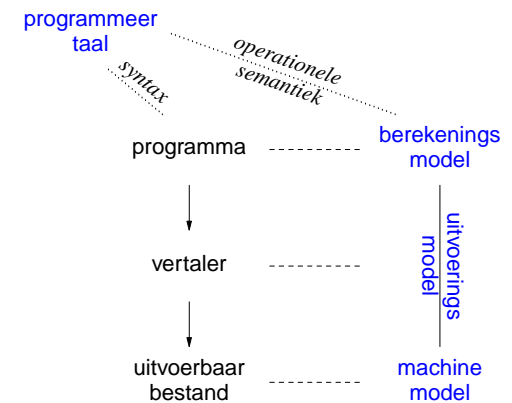 programmeer
taal
operationele
semantiek
syntax
programma
berekenings
model
uitvoerings
model
vertaler
uitvoerbaar
bestand
machine
model